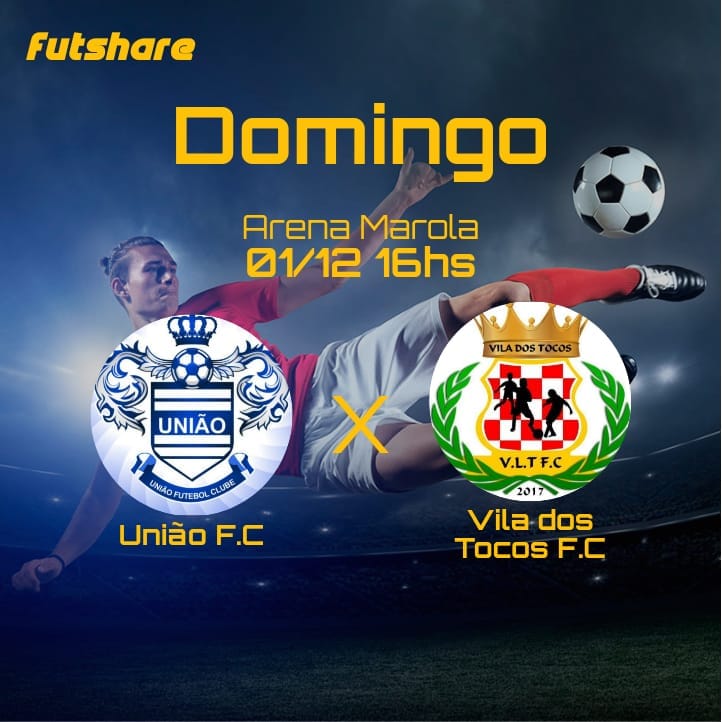 Futshare
Domingo
Arena Marola
01/12 16hs
UNIÃO
UNIÃO FUTEBOL CLUBE
União F.C
X
VILA DOS TOCOS
V.L.T F.C
2017
Vila dos
Tocos F.C